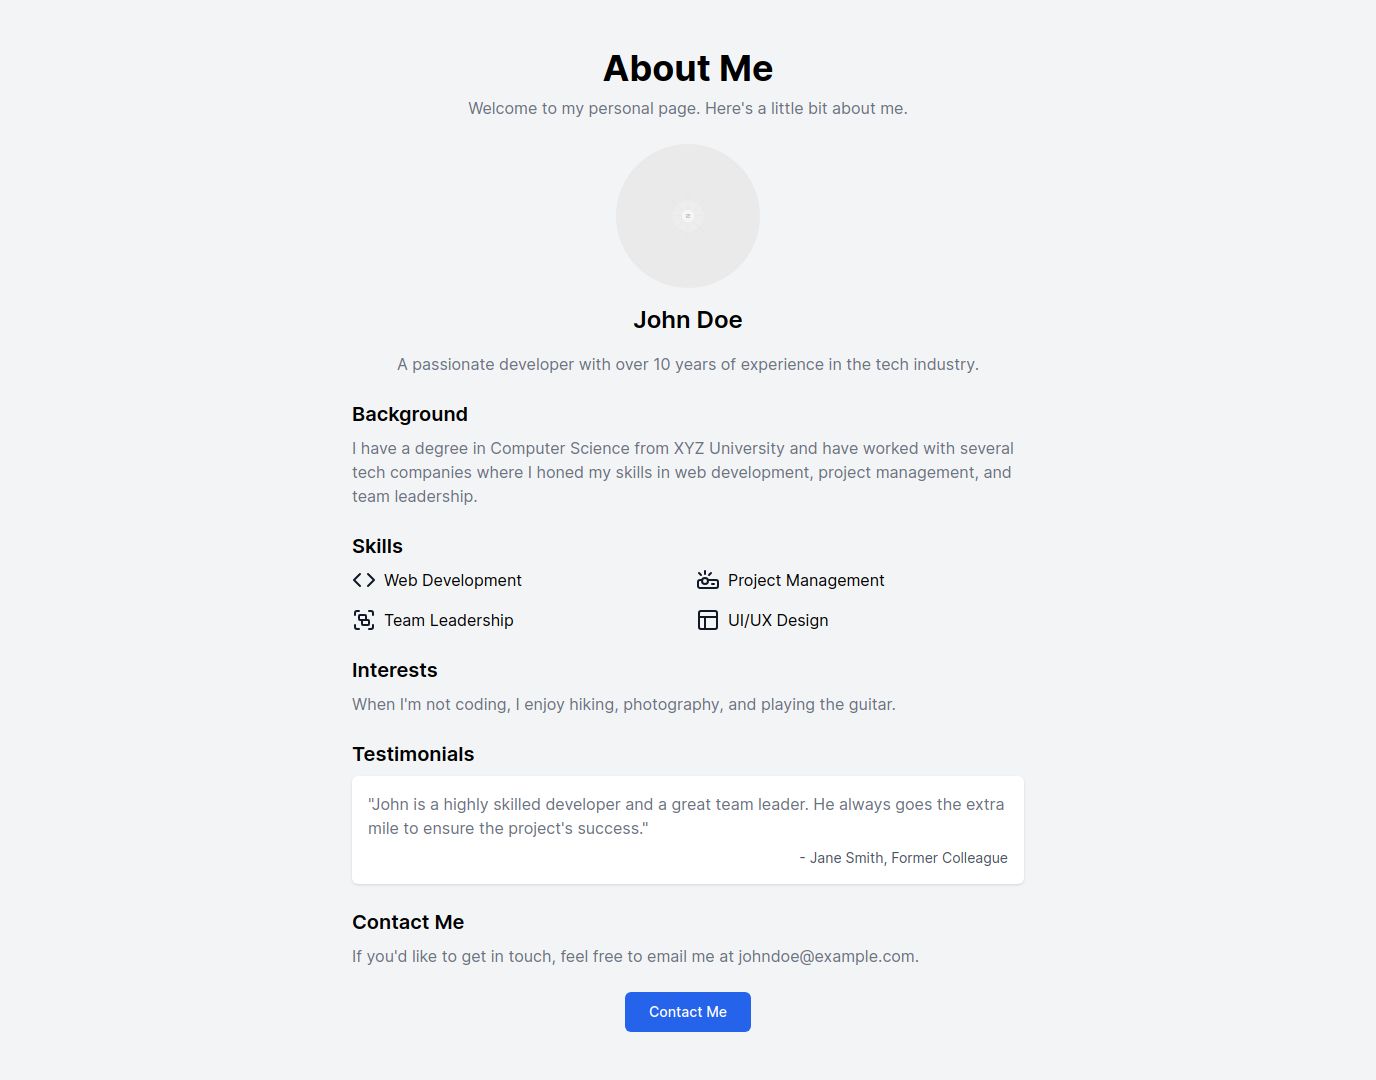 About Me
Welcome to my personal page. Here's a little bit about me.
John Doe
A passionate developer with over 10 years of experience in the tech industry.
Background
I have a degree in Computer Science from XYZ University and have worked with several
tech companies where I honed my skills in web development, project management, and
team leadership.
Skills
Web Development
Project Management
Team Leadership
UI/UX Design
Interests
When I'm not coding, I enjoy hiking, photography, and playing the guitar.
Testimonials
"John is a highly skilled developer and a great team leader. He always goes the extra
mile to ensure the project's success."
- Jane Smith, Former Colleague
Contact Me
If you'd like to get in touch, feel free to email me at johndoe@example.com.
Contact Me